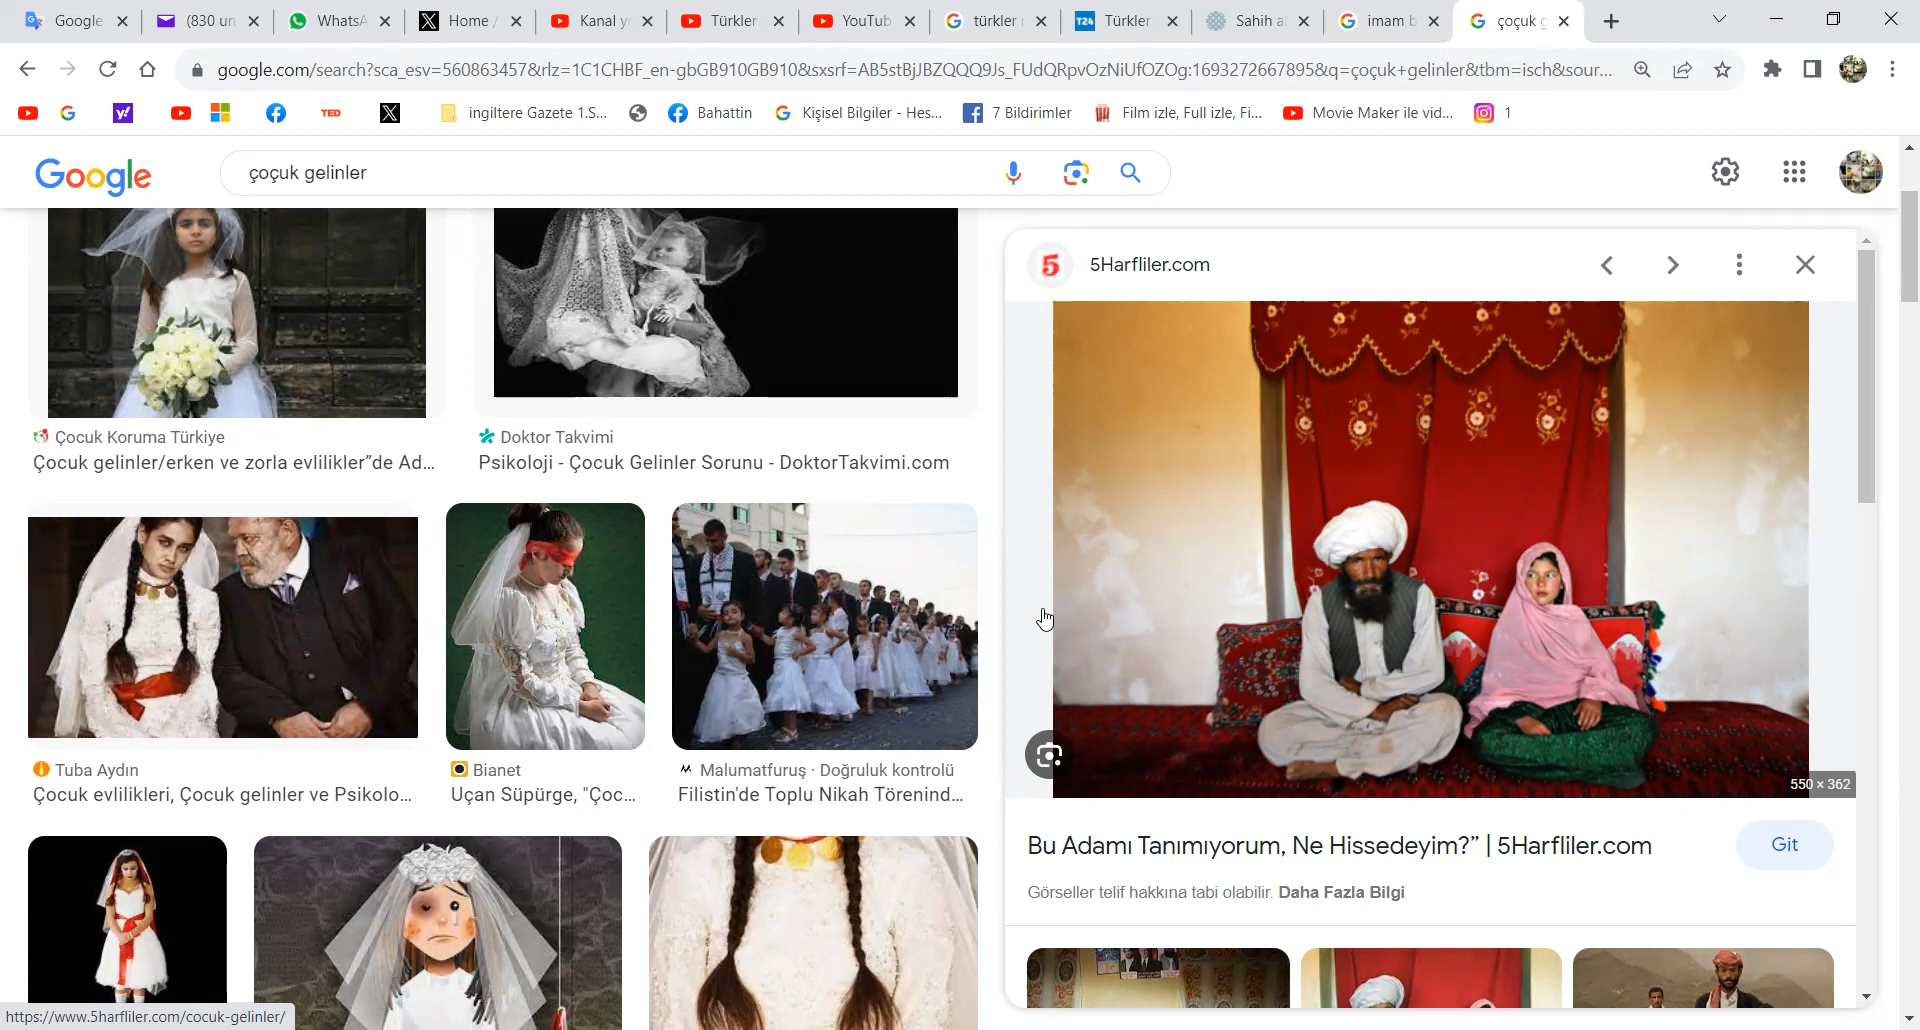 Google
(830 un
WhatsA
Home /
Kanal y
Türkler
YouTub
türkler
T24
Türkler
Sahih a
imam b
çoçuk g
google.com/search?sca_esv=560863457&rlz=1C1CHBF_en-gbGB910GB910&sxsrf=AB5stBjJBZQQQ9Js_FUdQRpvOzNiUfOZOg:1693272667895&q=çoçuk+gelinler&tbm=isch&sour...
TED
ingiltere Gazete 1.S...
Bahattin
Kişisel Bilgiler - Hes...
7 Bildirimler
Film izle, Full izle, Fi...
Movie Maker ile vid...
1
Google
çoçuk gelinler
5
5Harfliler.com
Çocuk Koruma Türkiye
Çocuk gelinler/erken ve zorla evlilikler”de Ad...
Doktor Takvimi
Psikoloji - Çocuk Gelinler Sorunu - DoktorTakvimi.com
Tuba Aydın
Çocuk evlilikleri, Çocuk gelinler ve Psikolo...
Bianet
Uçan Süpürge, "Çoc...
Malumatfuruş · Doğruluk kontrolü
Filistin'de Toplu Nikah Törenind...
550 × 362
Bu Adamı Tanımıyorum, Ne Hissedeyim?” | 5Harfliler.com
Git
Görseller telif hakkına tabi olabilir. Daha Fazla Bilgi
https://www.5harfliler.com/cocuk-gelinler/